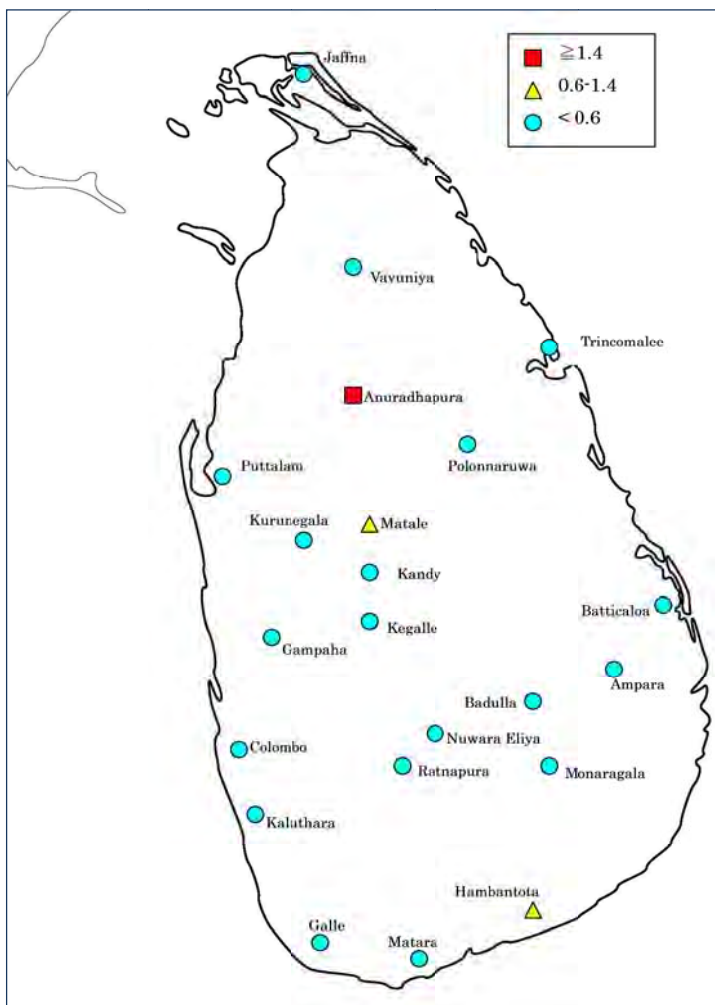 Jaffna
≧1.4
0.6-1.4
<0.6
Vavuniya
Trincomalee
Anuradhapura
Polonnaruwa
Puttalam
Kurunegala
Matale
Kandy
Batticaloa
Kegalle
Gampaha
Ampara
Badulla
Nuwara Eliya
Colombo
Ratnapura
Monaragala
Kaluthara
Hambantota
Galle
Matara